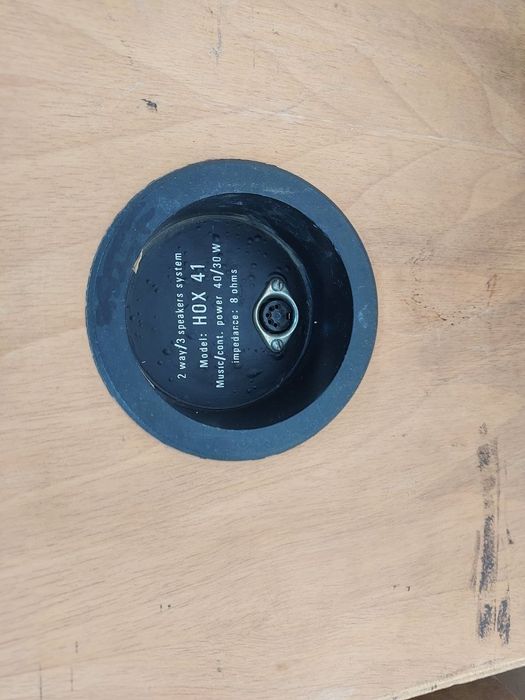 2 way/3 speakers system
Model: HOX 41
Music/cont. power 40/30 W
impedance: 8 ohms